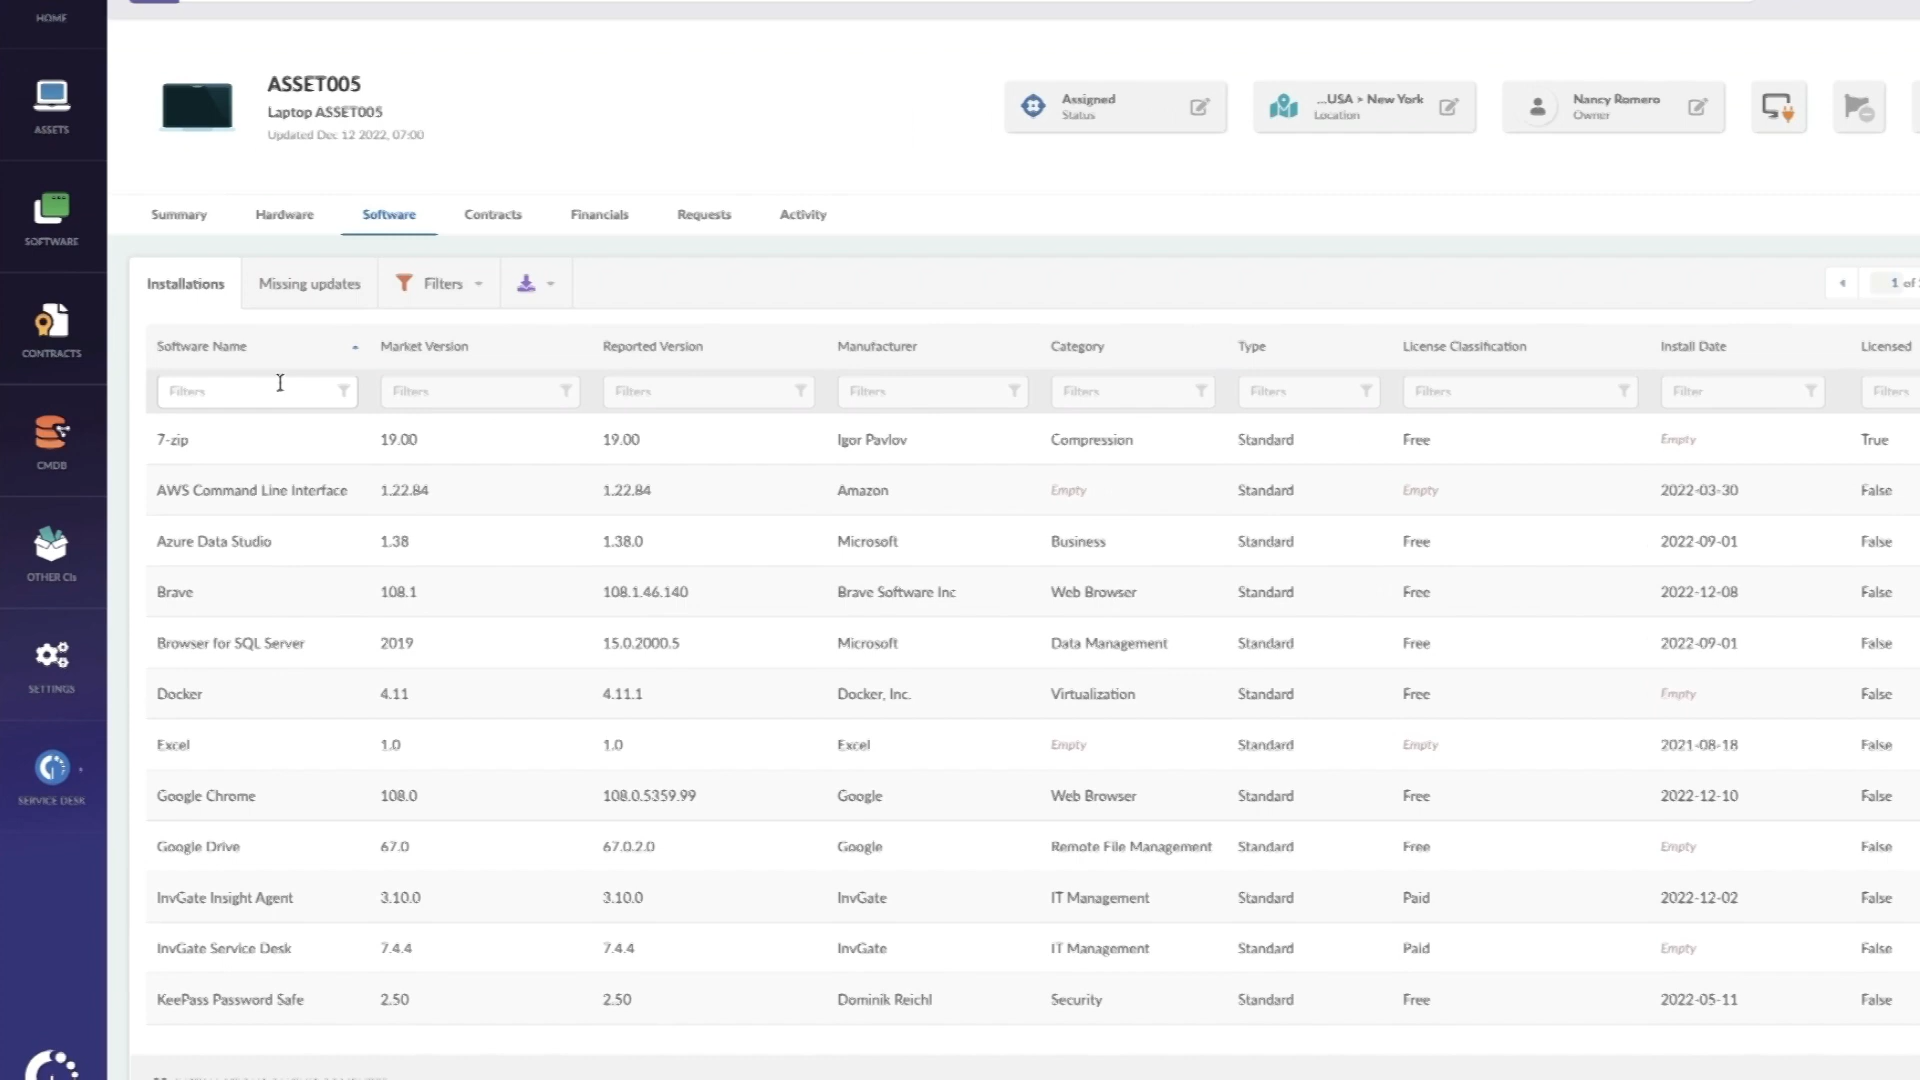 HOME
ASSETS
SOFTWARE
CONTRACTS
CMDB
OTHER CIs
SETTINGS
SERVICE DESK
ASSET005
Laptop ASSET005
Updated Dec 12 2022, 07:00
Assigned
Status
...USA > New York
Location
Nancy Romero
Owner
Summary Hardware Software Contracts Financials Requests Activity
Installations Missing updates Filters 1 of
Software Name Market Version Reported Version Manufacturer Category Type License Classification Install Date Licensed
Filters Filters Filters Filters Filters Filters Filters Filter Filters
7-zip 19.00 19.00 Igor Pavlov Compression Standard Free Empty True
AWS Command Line Interface 1.22.84 1.22.84 Amazon Empty Standard Empty 2022-03-30 False
Azure Data Studio 1.38 1.38.0 Microsoft Business Standard Free 2022-09-01 False
Brave 108.1 108.1.46.140 Brave Software Inc Web Browser Standard Free 2022-12-08 False
Browser for SQL Server 2019 15.0.2000.5 Microsoft Data Management Standard Free 2022-09-01 False
Docker 4.11 4.11.1 Docker, Inc. Virtualization Standard Free Empty False
Excel 1.0 1.0 Excel Empty Standard Empty 2021-08-18 False
Google Chrome 108.0 108.0.5359.99 Google Web Browser Standard Free 2022-12-10 False
Google Drive 67.0 67.0.2.0 Google Remote File Management Standard Free Empty False
InvGate Insight Agent 3.10.0 3.10.0 InvGate IT Management Standard Paid 2022-12-02 False
InvGate Service Desk 7.4.4 7.4.4 InvGate IT Management Standard Paid Empty False
KeePass Password Safe 2.50 2.50 Dominik Reichl Security Standard Free 2022-05-11 False